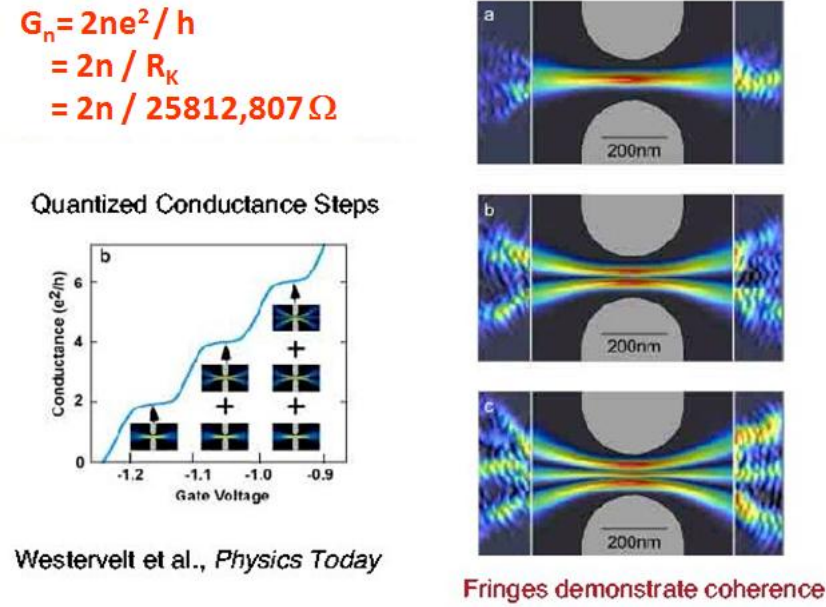 Gₙ= 2ne² / h
= 2n / R_K
= 2n / 25812,807 Ω
Quantized Conductance Steps
b
Conductance (e²/h)
6
4
2
0
+
+
+
-1.2 -1.1 -1.0 -0.9
Gate Voltage
Westervelt et al., Physics Today
a
200nm
b
200nm
c
200nm
Fringes demonstrate coherence